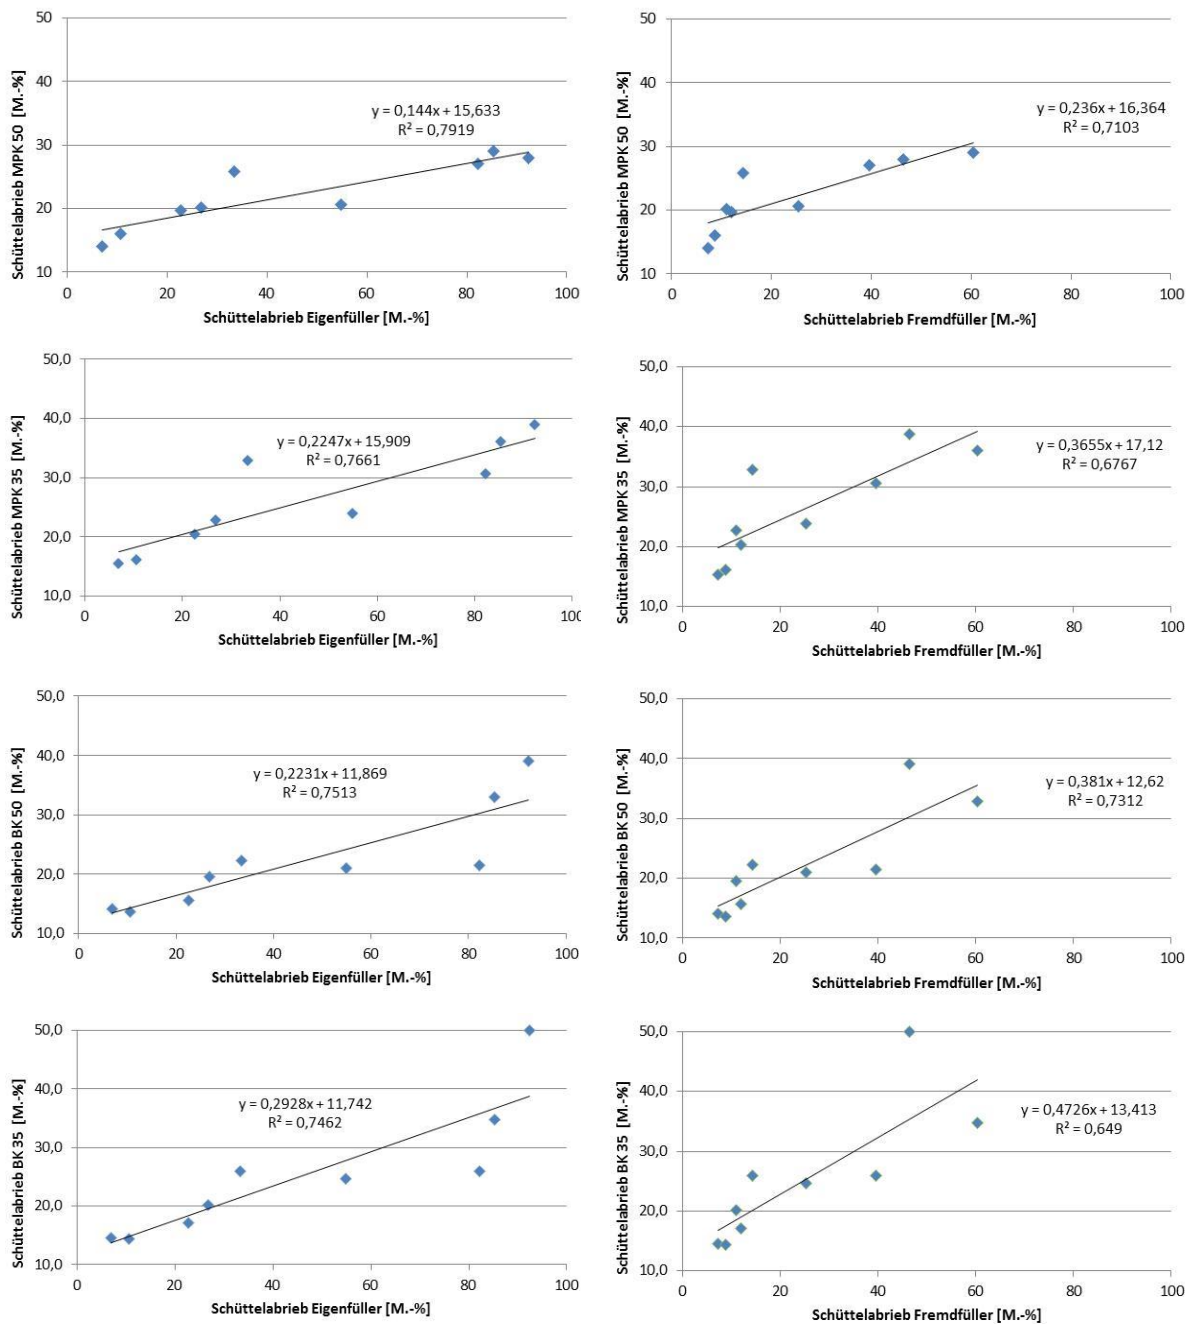 50
40
30
20
10
Schüttelabrieb MPK 50 [M.-%]
y = 0,144x + 15,633
R² = 0,7919
0 20 40 60 80 100
Schüttelabrieb Eigenfüller [M.-%]
50
40
30
20
10
Schüttelabrieb MPK 50 [M.-%]
y = 0,236x + 16,364
R² = 0,7103
0 20 40 60 80 100
Schüttelabrieb Fremdfüller [M.-%]
50,0
40,0
30,0
20,0
10,0
Schüttelabrieb MPK 35 [M.-%]
y = 0,2247x + 15,909
R² = 0,7661
0 20 40 60 80 100
Schüttelabrieb Eigenfüller [M.-%]
50,0
40,0
30,0
20,0
10,0
Schüttelabrieb MPK 35 [M.-%]
y = 0,3655x + 17,12
R² = 0,6767
0 20 40 60 80 100
Schüttelabrieb Fremdfüller [M.-%]
50,0
40,0
30,0
20,0
10,0
Schüttelabrieb BK 50 [M.-%]
y = 0,2231x + 11,869
R² = 0,7513
0 20 40 60 80 100
Schüttelabrieb Eigenfüller [M.-%]
50,0
40,0
30,0
20,0
10,0
Schüttelabrieb BK 50 [M.-%]
y = 0,381x + 12,62
R² = 0,7312
0 20 40 60 80 100
Schüttelabrieb Fremdfüller [M.-%]
50,0
40,0
30,0
20,0
10,0
Schüttelabrieb BK 35 [M.-%]
y = 0,2928x + 11,742
R² = 0,7462
0 20 40 60 80 100
Schüttelabrieb Eigenfüller [M.-%]
50,0
40,0
30,0
20,0
10,0
Schüttelabrieb BK 35 [M.-%]
y = 0,4726x + 13,413
R² = 0,649
0 20 40 60 80 100
Schüttelabrieb Fremdfüller [M.-%]